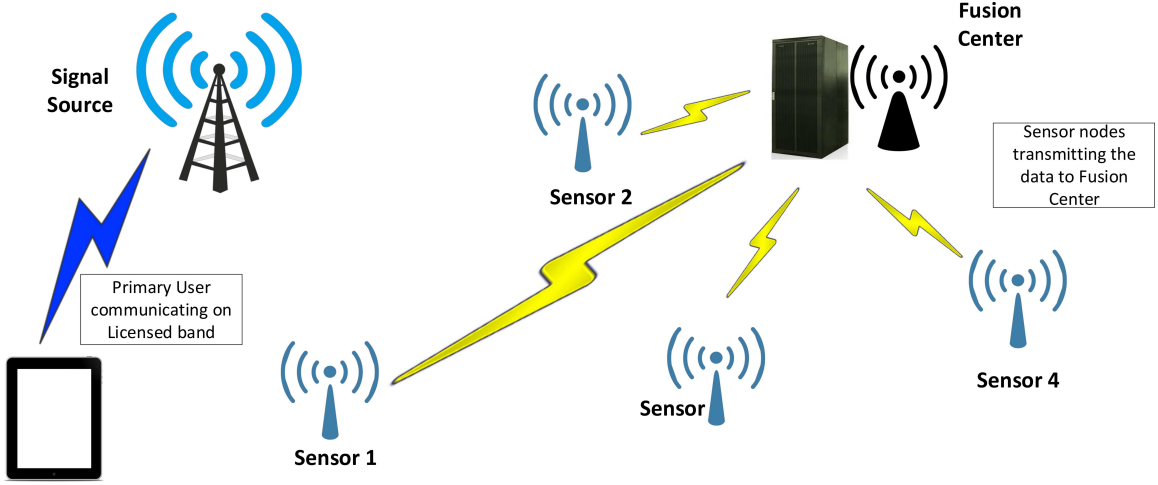 Signal
Source
Fusion
Center
Sensor nodes
transmitting the
data to Fusion
Center
Sensor 2
Primary User
communicating on
Licensed band
Sensor 4
Sensor
Sensor 1